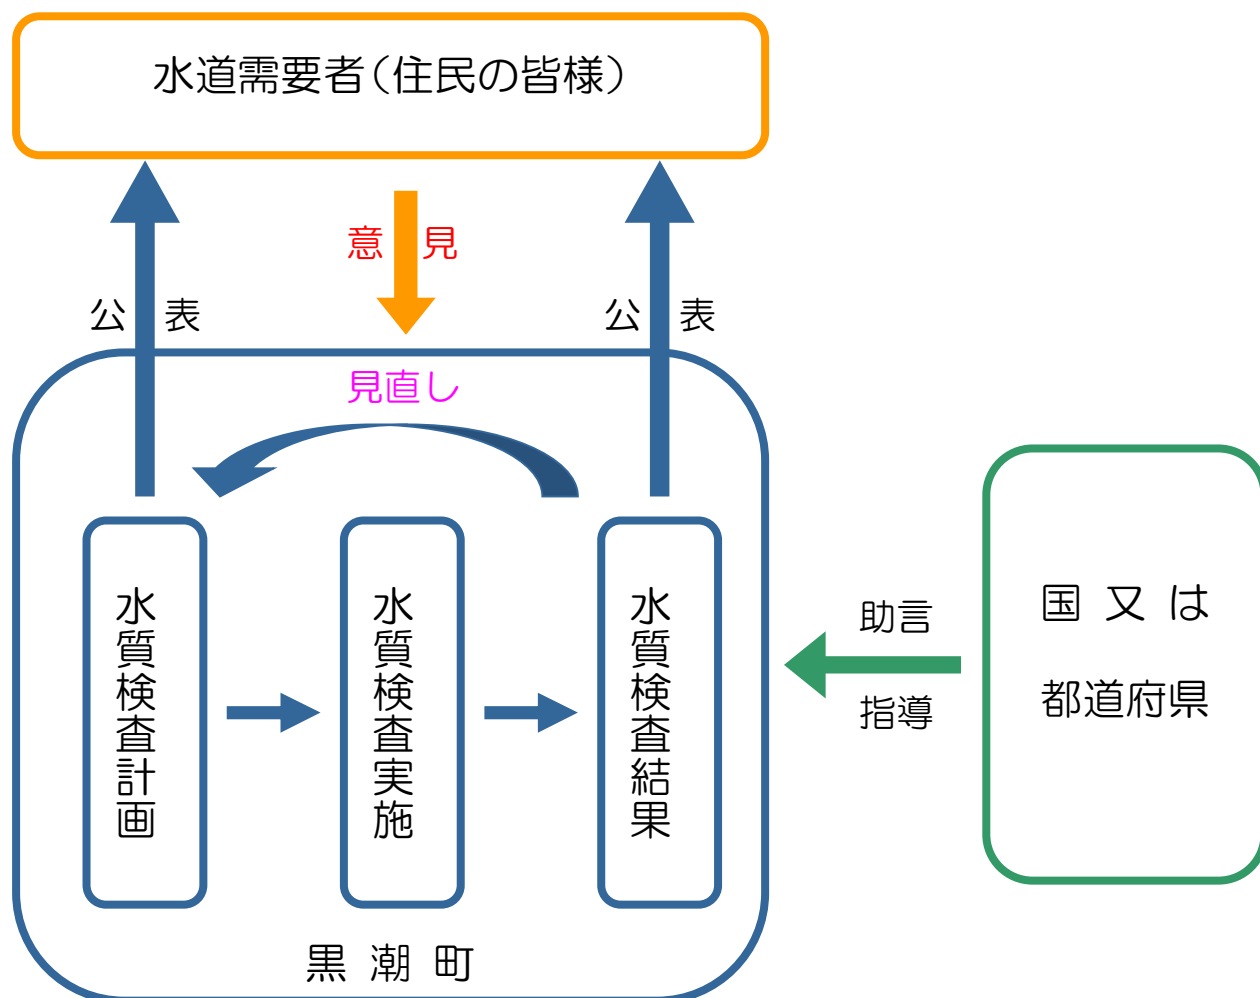 水道需要者（住民の皆様）
意見
公表
公表
見直し
水質検査計画
水質検査実施
水質検査結果
助言
指導
国又は
都道府県
黒潮町